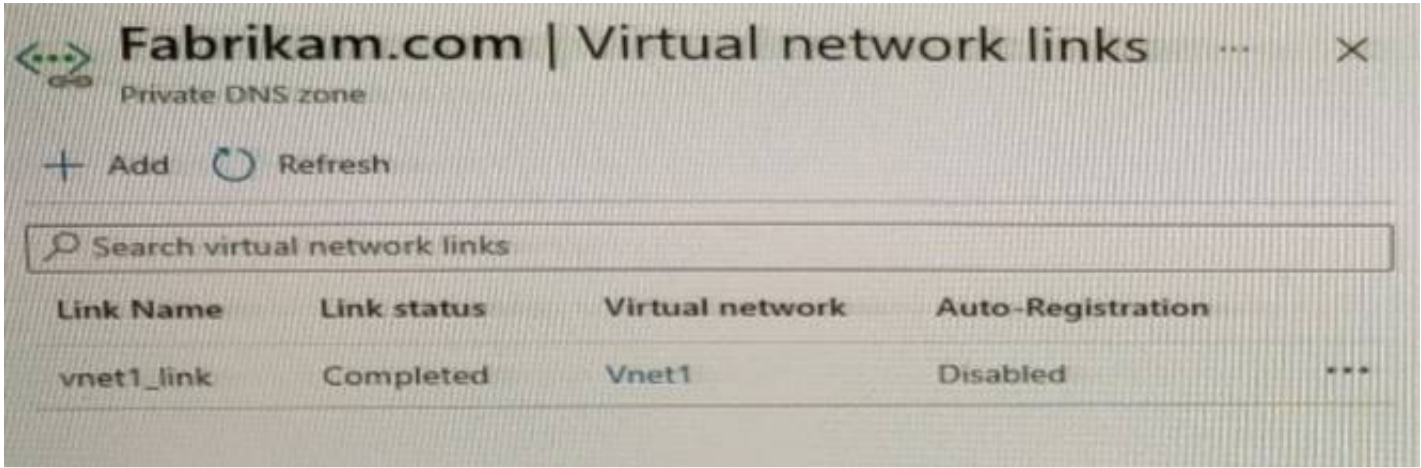 Fabrikam.com | Virtual network links ...
Private DNS zone
+ Add Refresh
Search virtual network links
Link Name Link status Virtual network Auto-Registration
vnet1_link Completed Vnet1 Disabled ...